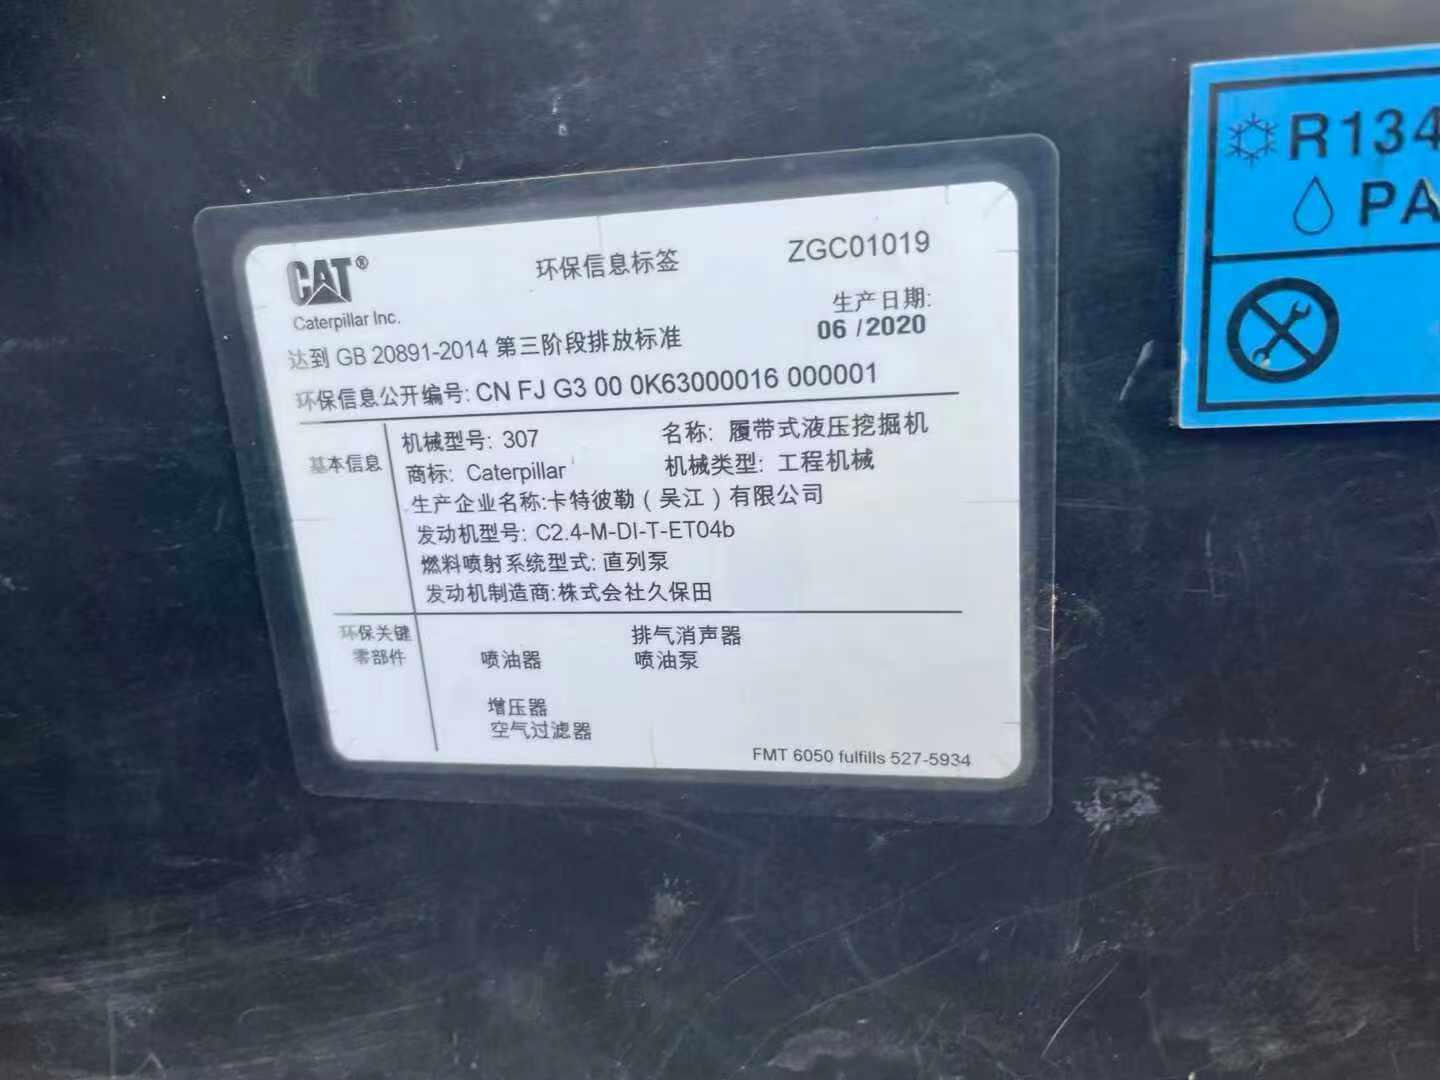 CAT®
Caterpillar Inc.
环保信息标签
ZGC01019
生产日期:
06 /2020
达到 GB 20891-2014 第三阶段排放标准
环保信息公开编号: CN FJ G3 00 0K63000016 000001
基本信息
机械型号: 307 名称: 履带式液压挖掘机
商标: Caterpillar 机械类型: 工程机械
生产企业名称:卡特彼勒（吴江）有限公司
发动机型号: C2.4-M-DI-T-ET04b
燃料喷射系统型式: 直列泵
发动机制造商:株式会社久保田
环保关键
零部件
排气消声器
喷油器 喷油泵
增压器
空气过滤器
FMT 6050 fulfills 527-5934
R134
PA